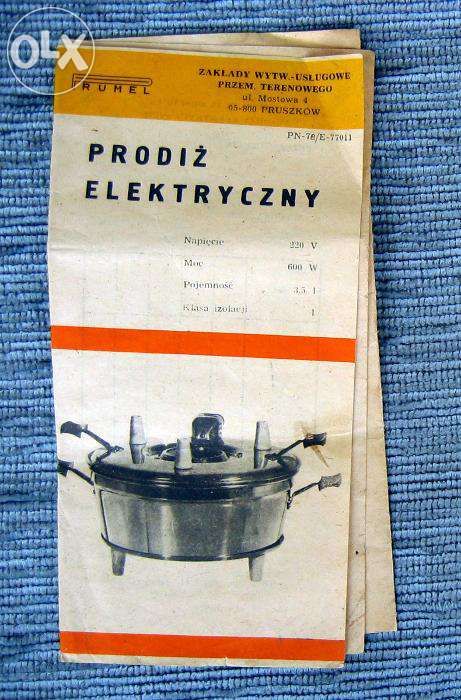 OLX
PRUMEL
ZAKŁADY WYTW.-USŁUGOWE
PRZEM. TERENOWEGO
ul. Mostowa 4
05-800 PRUSZKÓW
PN-78/E-77011
PRODIŻ
ELEKTRYCZNY
Napięcie 220 V
Moc 600 W
Pojemność 3,5 l
Klasa izolacji I